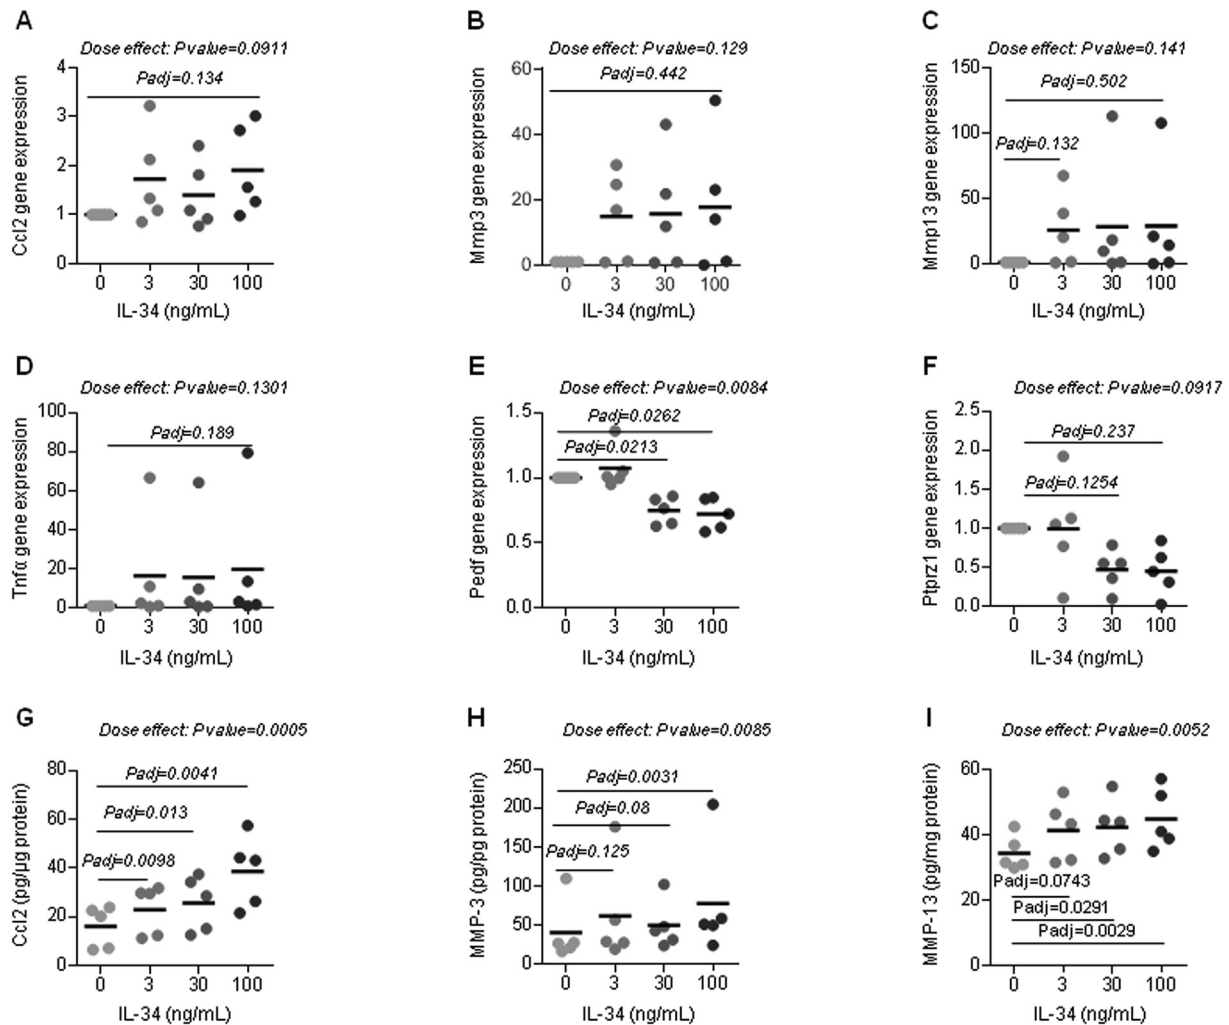 A
Dose effect: Pvalue=0.0911
Padj=0.134
Ccl2 gene expression
4
3
2
1
0
0 3 30 100
IL-34 (ng/mL)
B
Dose effect: Pvalue=0.129
Padj=0.442
Mmp3 gene expression
60
40
20
0
0 3 30 100
IL-34 (ng/mL)
C
Dose effect: Pvalue=0.141
Padj=0.502
Padj=0.132
Mmp13 gene expression
150
100
50
0
0 3 30 100
IL-34 (ng/mL)
D
Dose effect: Pvalue=0.1301
Padj=0.189
Tnfα gene expression
100
80
60
40
20
0
0 3 30 100
IL-34 (ng/mL)
E
Dose effect: Pvalue=0.0084
Padj=0.0262
Padj=0.0213
Pedf gene expression
1.5
1.0
0.5
0.0
0 3 30 100
IL-34 (ng/mL)
F
Dose effect: Pvalue=0.0917
Padj=0.237
Padj=0.1254
Ptprz1 gene expression
2.5
2.0
1.5
1.0
0.5
0.0
0 3 30 100
IL-34 (ng/mL)
G
Dose effect: Pvalue=0.0005
Padj=0.0041
Padj=0.013
Padj=0.0098
Ccl2 (pg/µg protein)
80
60
40
20
0
0 3 30 100
IL-34 (ng/mL)
H
Dose effect: Pvalue=0.0085
Padj=0.0031
Padj=0.08
Padj=0.125
MMP-3 (pg/pg protein)
250
200
150
100
50
0
0 3 30 100
IL-34 (ng/mL)
I
Dose effect: Pvalue=0.0052
MMP-13 (pg/mg protein)
60
40
20
0
Padj=0.0743
Padj=0.0291
Padj=0.0029
0 3 30 100
IL-34 (ng/mL)